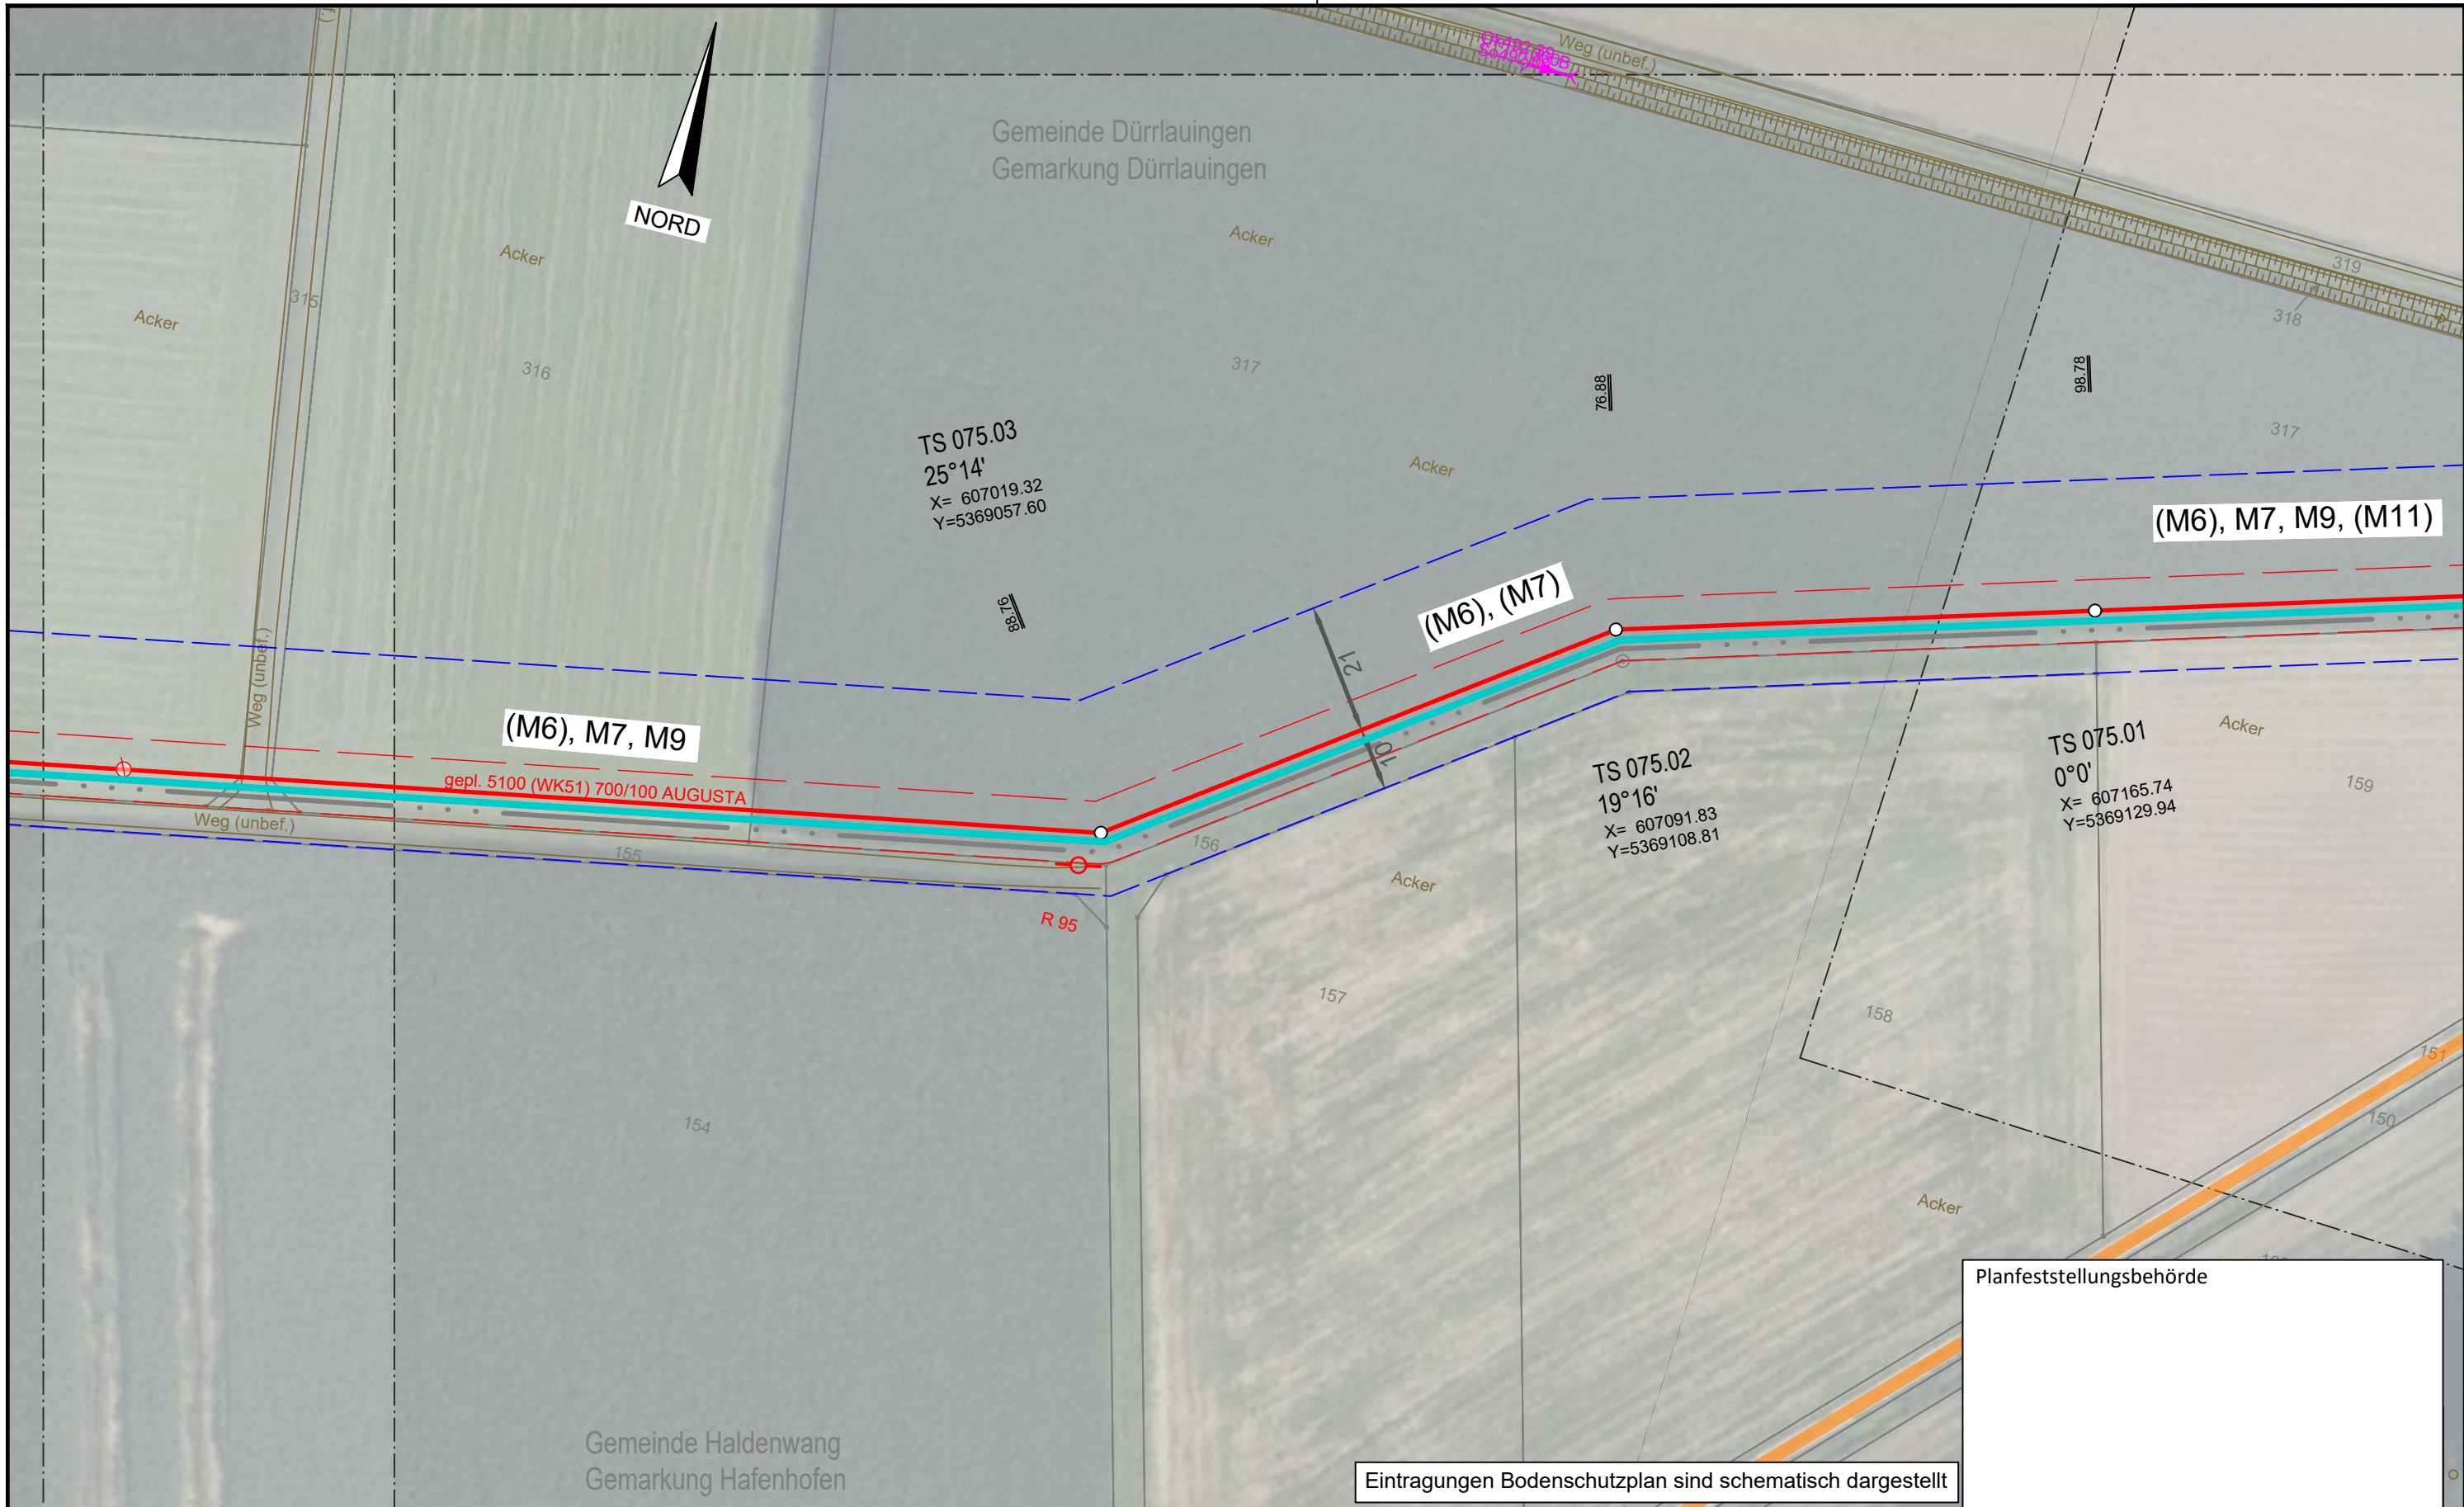 Weg (unbef.)
Gemeinde Dürrlauingen
Gemarkung Dürrlauingen
NORD
Acker
Acker
Acker
315
316
317
319
318
317
76.88
98.78
TS 075.03
25°14'
X= 607019.32
Y=5369057.60
Acker
88.76
(M6), M7, M9, (M11)
(M6), (M7)
21
10
Weg (unbef.)
(M6), M7, M9
gepl. 5100 (WK51) 700/100 AUGUSTA
Weg (unbef.)
155
156
R 95
TS 075.02
19°16'
X= 607091.83
Y=5369108.81
TS 075.01
0°0'
X= 607165.74
Y=5369129.94
Acker
159
Acker
157
158
151
150
154
Acker
Planfeststellungsbehörde
Gemeinde Haldenwang
Gemarkung Hafenhofen
Eintragungen Bodenschutzplan sind schematisch dargestellt